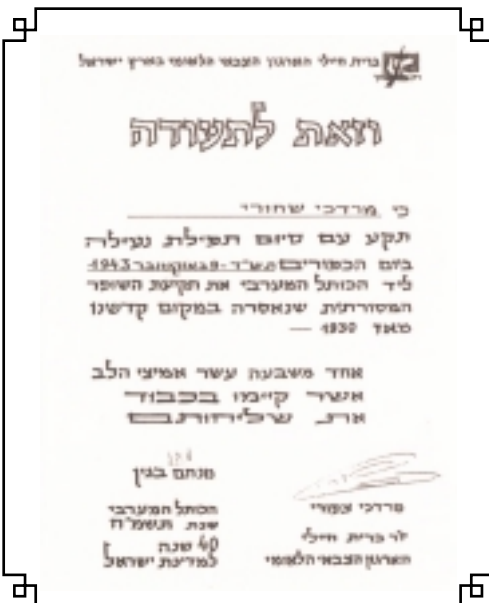 ברית חיילי הארגון הצבאי הלאומי בארץ ישראל
וזאת לתעודה
כי מרדכי שחורי
תקע עם סיום תפילת נעילה
ביום הכפורים תש״ד - 8 באוקטובר 1943
ליד הכותל המערבי את תקיעת השופר
המסורתית, שנאסרה במקום קדשנו
מאז 1930 —
אחד משבעה עשר אמיצי הלב
אשר קיימו בכבוד
את שליחותם
מנחם בגין
מרדכי צפורי
הכותל המערבי
שנת תשמ״ח
40 שנה
למדינת ישראל
יו״ר ברית חיילי
הארגון הצבאי הלאומי